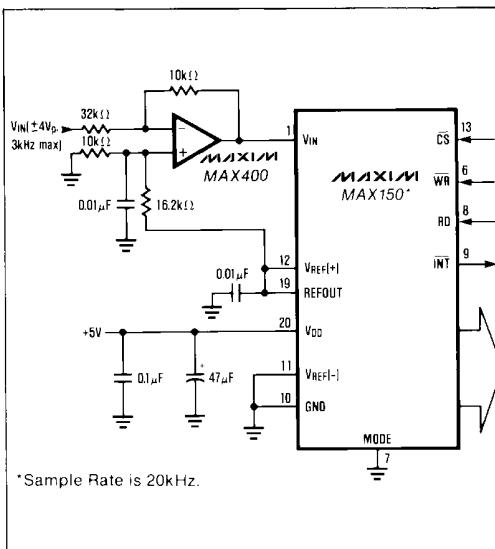 10kΩ
VIN(±4Vp,
3kHz max)
32kΩ
10kΩ
−
+
MAXIM
MAX400
0.01µF
16.2kΩ
0.01µF
+5V
0.1µF
+
47µF
1
VIN
MAXIM
MAX150*
12
VREF(+)
19
REFOUT
20
VDD
11
VREF(-)
10
GND
MODE
7
13
CS
6
WR
8
RD
9
INT
*Sample Rate is 20kHz.